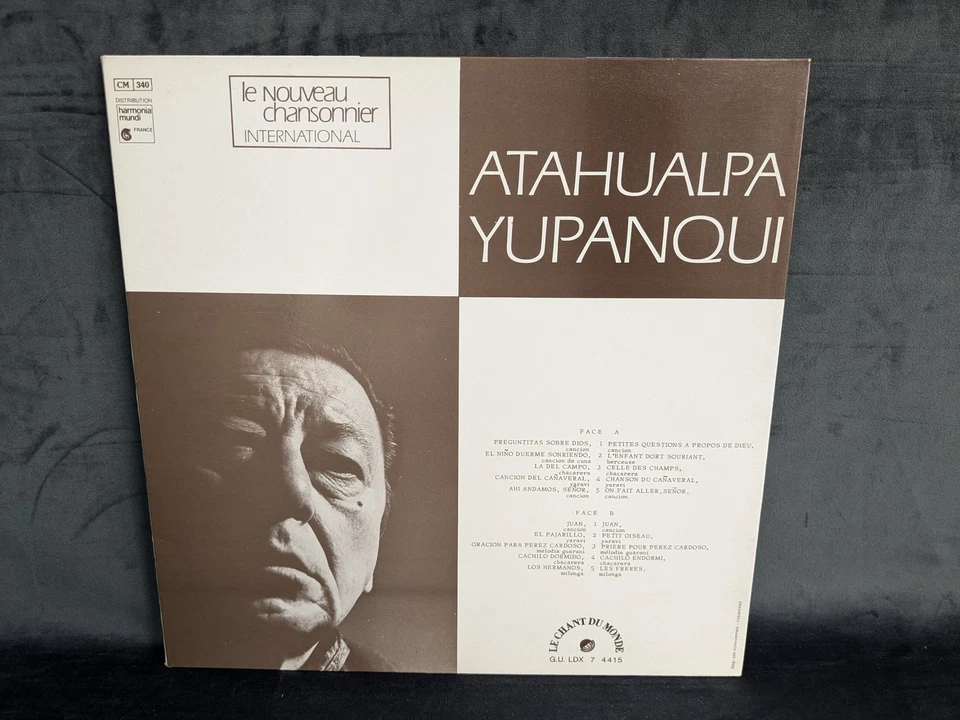 CM 340
DISTRIBUTION
harmonia
mundi
FRANCE
le NOUVEAU
chansonnier
INTERNATIONAL
ATAHUALPA
YUPANQUI
FACE A
PREGUNTITAS SOBRE DIOS, 1 PETITES QUESTIONS A PROPOS DE DIEU,
cancion cancion
EL NIÑO DUERME SONRIENDO, 2 L'ENFANT DORT SOURIANT,
cancion de cuna berceuse
LA DEL CAMPO, 3 CELLE DES CHAMPS,
chacarera chacarera
CANCION DEL CAÑAVERAL, 4 CHANSON DU CAÑAVERAL,
yaravi yaravi
AHI ANDAMOS, SEÑOR, 5 ON FAIT ALLER, SEÑOR,
cancion cancion
FACE B
JUAN, 1 JUAN,
cancion cancion
EL PAJARILLO, 2 PETIT OISEAU,
yaravi yaravi
ORACION PARA PEREZ CARDOSO, 3 PRIERE POUR PEREZ CARDOSO,
melodia guarani mélodie guarani
CACHILO DORMIDO, 4 CACHILO ENDORMI,
chacarera chacarera
LOS HERMANOS, 5 LES FRERES,
milonga milonga
LE CHANT DU MONDE
G.U. LDX 7 4415